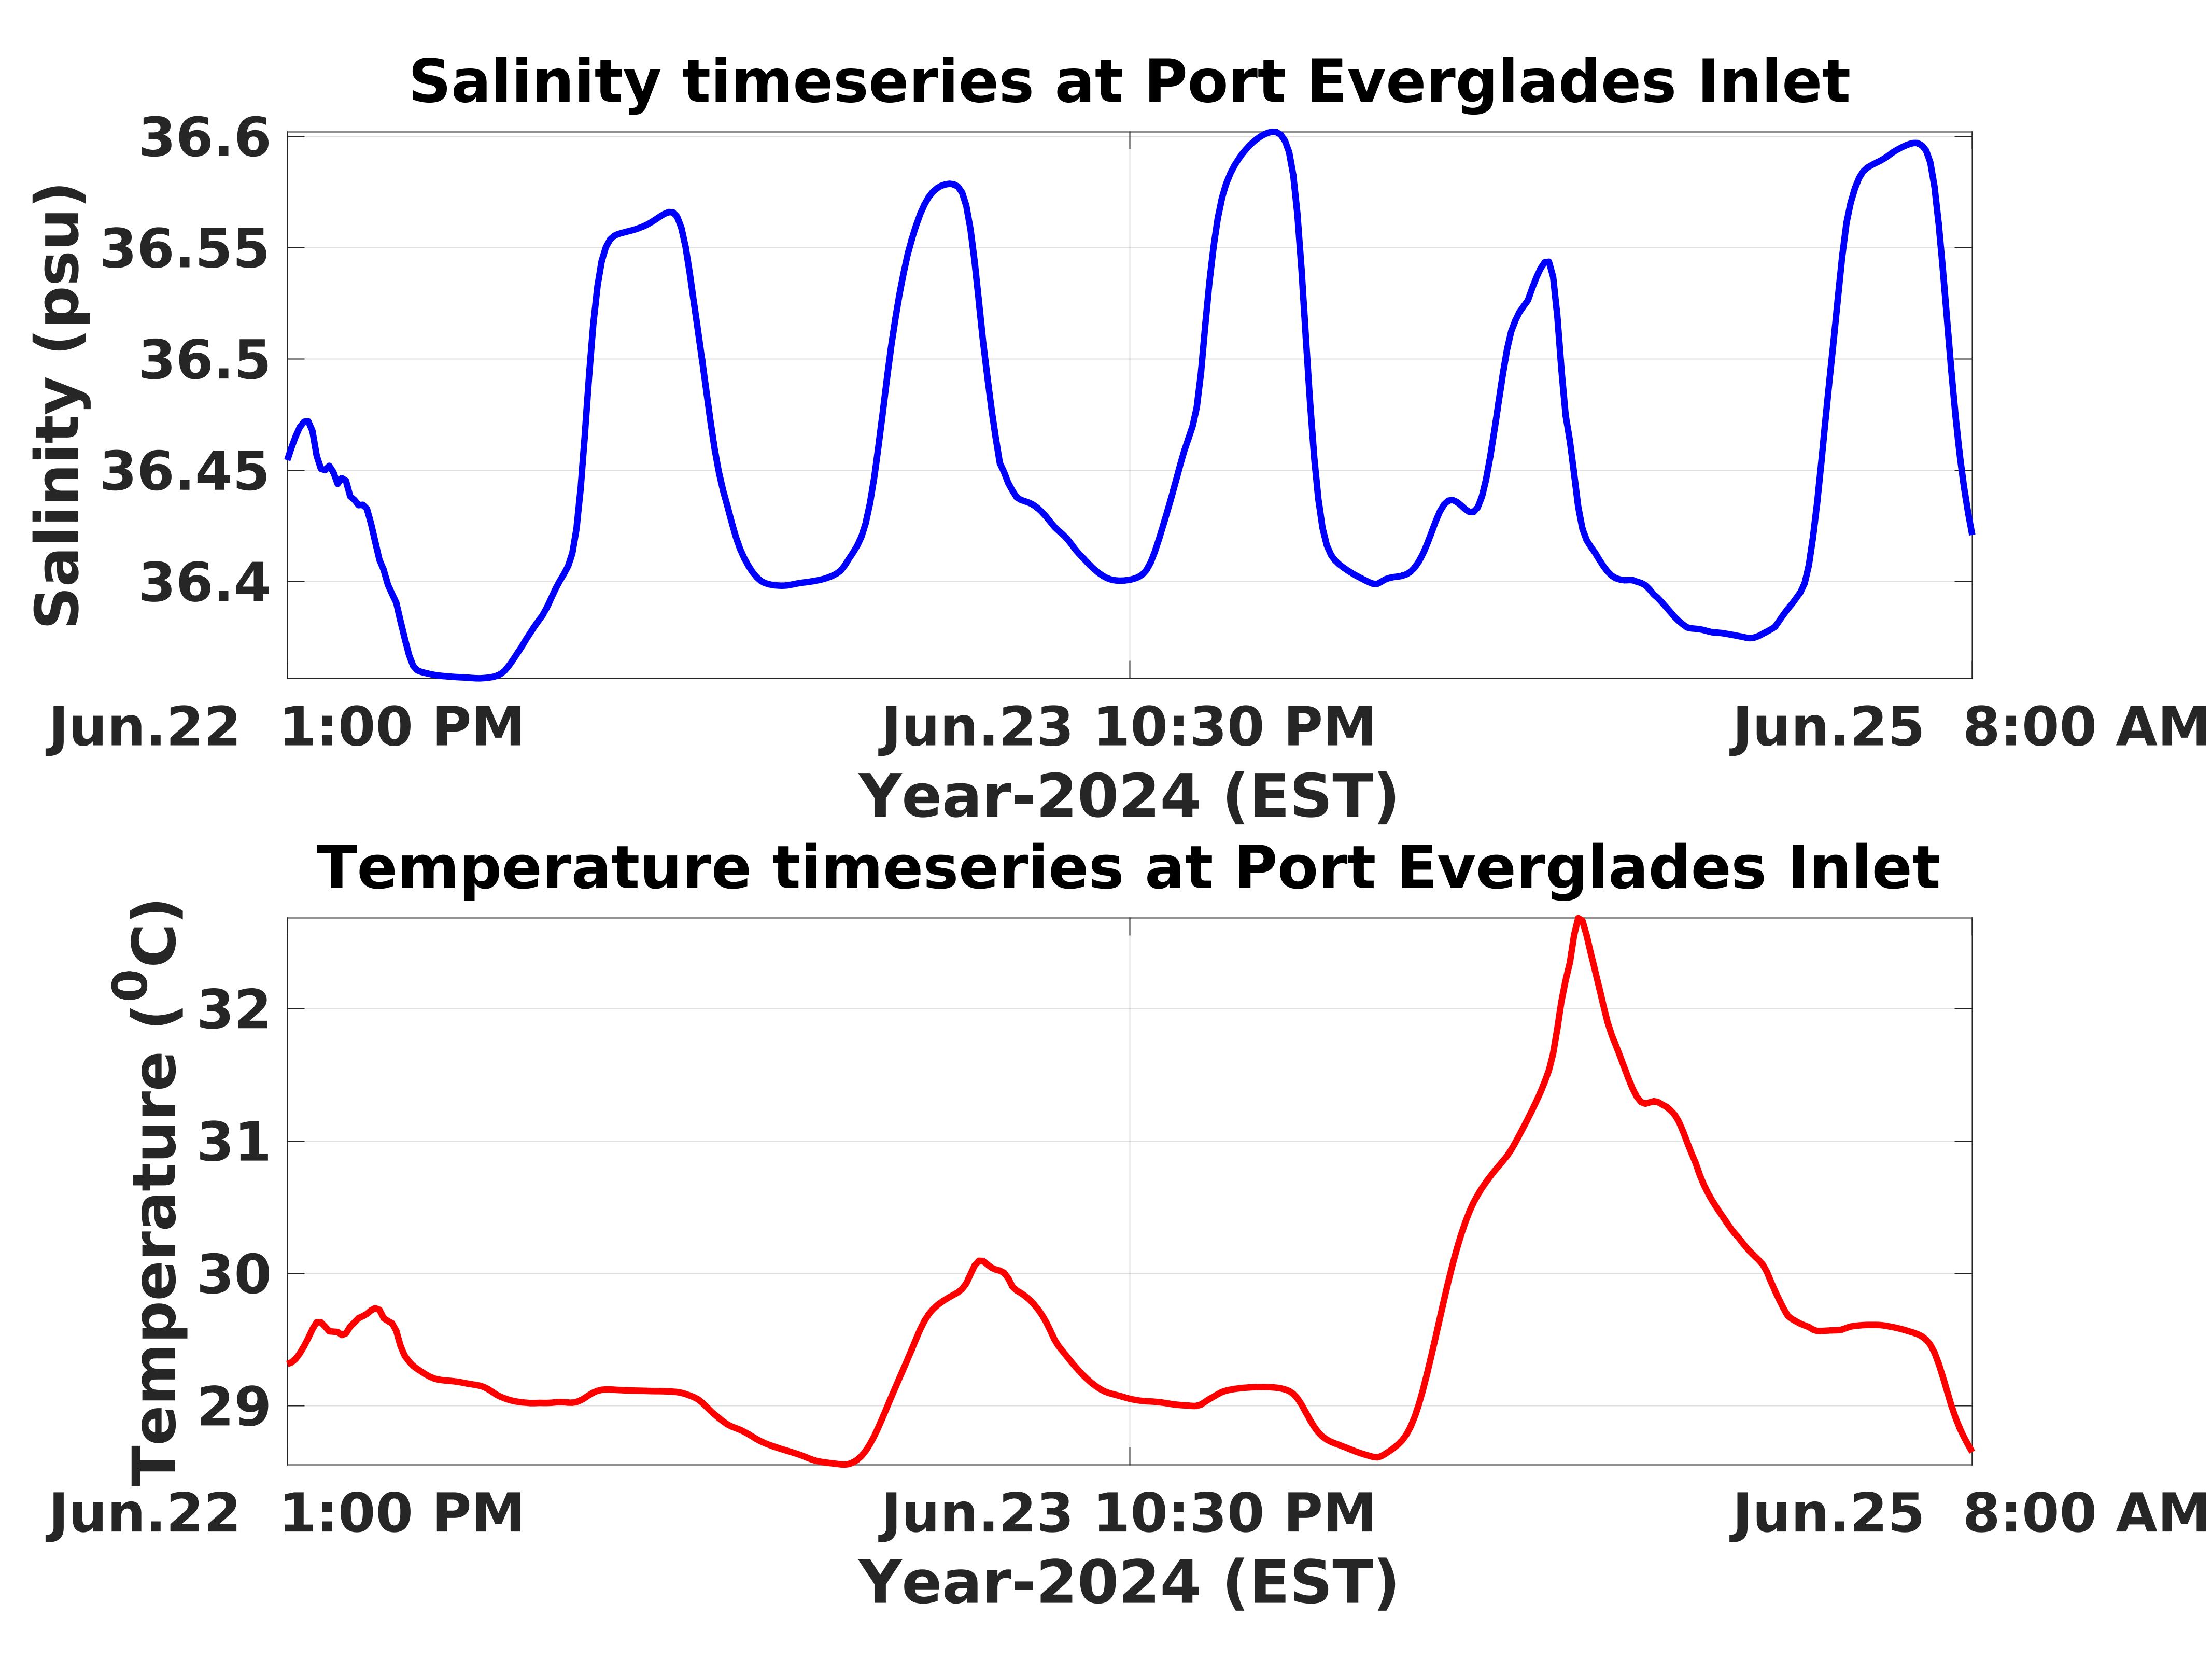 Salinity timeseries at Port Everglades Inlet
Salinity (psu)
36.6
36.55
36.5
36.45
36.4
Jun.22  1:00 PM
Jun.23 10:30 PM
Jun.25  8:00 AM
Year-2024 (EST)
Temperature timeseries at Port Everglades Inlet
Temperature (⁰C)
32
31
30
29
Jun.22  1:00 PM
Jun.23 10:30 PM
Jun.25  8:00 AM
Year-2024 (EST)